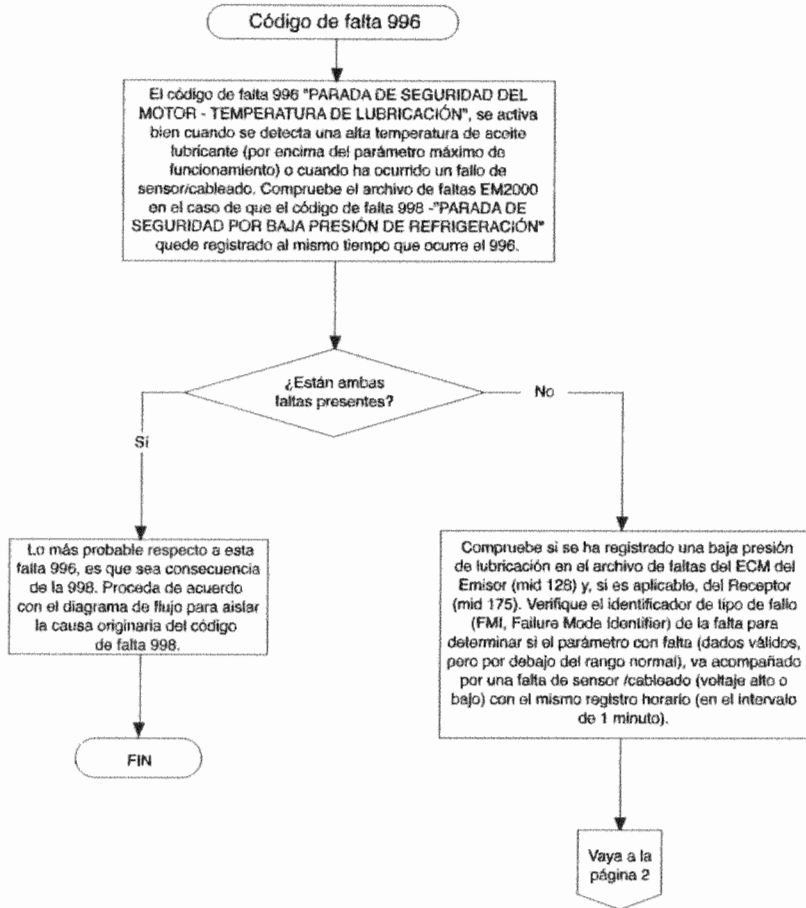 Código de falta 996
El código de falta 996 "PARADA DE SEGURIDAD DEL
MOTOR - TEMPERATURA DE LUBRICACIÓN", se activa
bien cuando se detecta una alta temperatura de aceite
lubricante (por encima del parámetro máximo de
funcionamiento) o cuando ha ocurrido un fallo de
sensor/cableado. Compruebe el archivo de faltas EM2000
en el caso de que el código de falta 998 -"PARADA DE
SEGURIDAD POR BAJA PRESIÓN DE REFRIGERACIÓN"
quede registrado al mismo tiempo que ocurre el 996.
¿Están ambas
faltas presentes?
No
Sí
Lo más probable respecto a esta
falta 996, es que sea consecuencia
de la 998. Proceda de acuerdo
con el diagrama de flujo para aislar
la causa originaria del código
de falta 998.
FIN
Compruebe si se ha registrado una baja presión
de lubricación en el archivo de faltas del ECM del
Emisor (mid 128) y, si es aplicable, del Receptor
(mid 175). Verifique el identificador de tipo de fallo
(FMI, Failure Mode Identifier) de la falta para
determinar si el parámetro con falta (dados válidos,
pero por debajo del rango normal), va acompañado
por una falta de sensor /cableado (voltaje alto o
bajo) con el mismo registro horario (en el intervalo
de 1 minuto).
Vaya a la
página 2